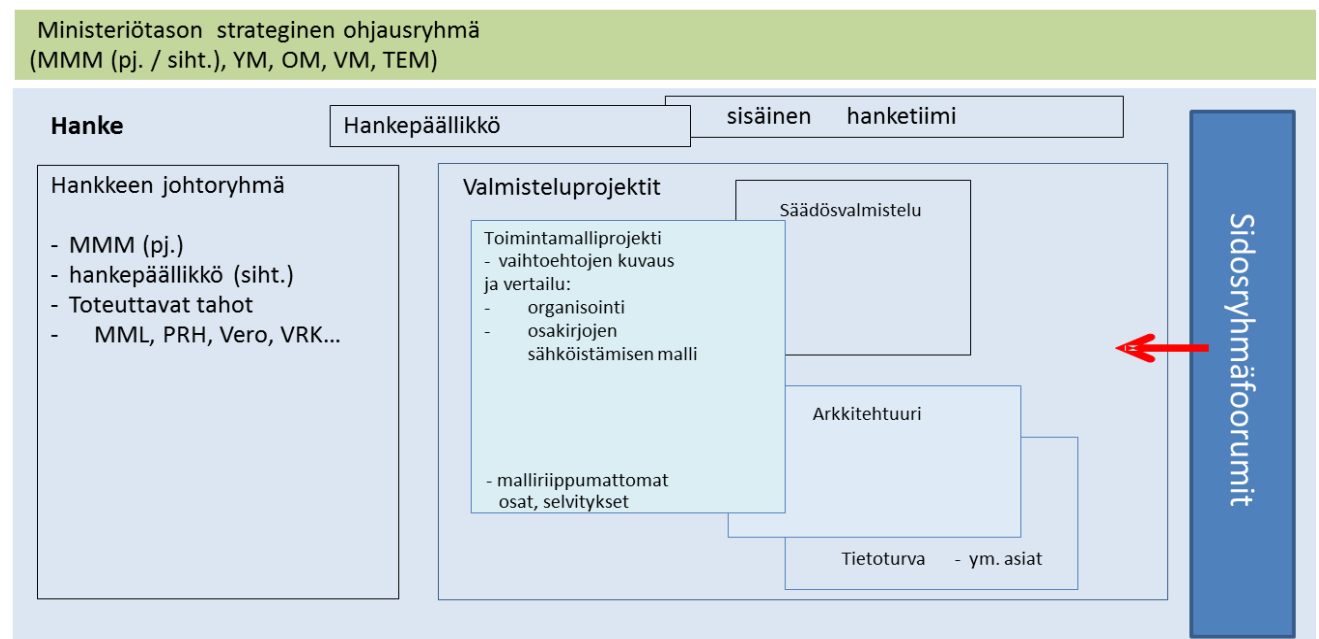 Ministeriötason strateginen ohjausryhmä
(MMM (pj. / siht.), YM, OM, VM, TEM)
Hanke
Hankepäällikkö
sisäinen hanketiimi
Hankkeen johtoryhmä
- MMM (pj.)
- hankepäällikkö (siht.)
- Toteuttavat tahot
- MML, PRH, Vero, VRK...
Valmisteluprojektit
Säädösvalmistelu
Toimintamalliprojekti
- vaihtoehtojen kuvaus
ja vertailu:
- organisointi
- osakirjojen
sähköistämisen malli
- malliriippumattomat
osat, selvitykset
Arkkitehtuuri
Tietoturva - ym. asiat
Sidosryhmäfoorumit